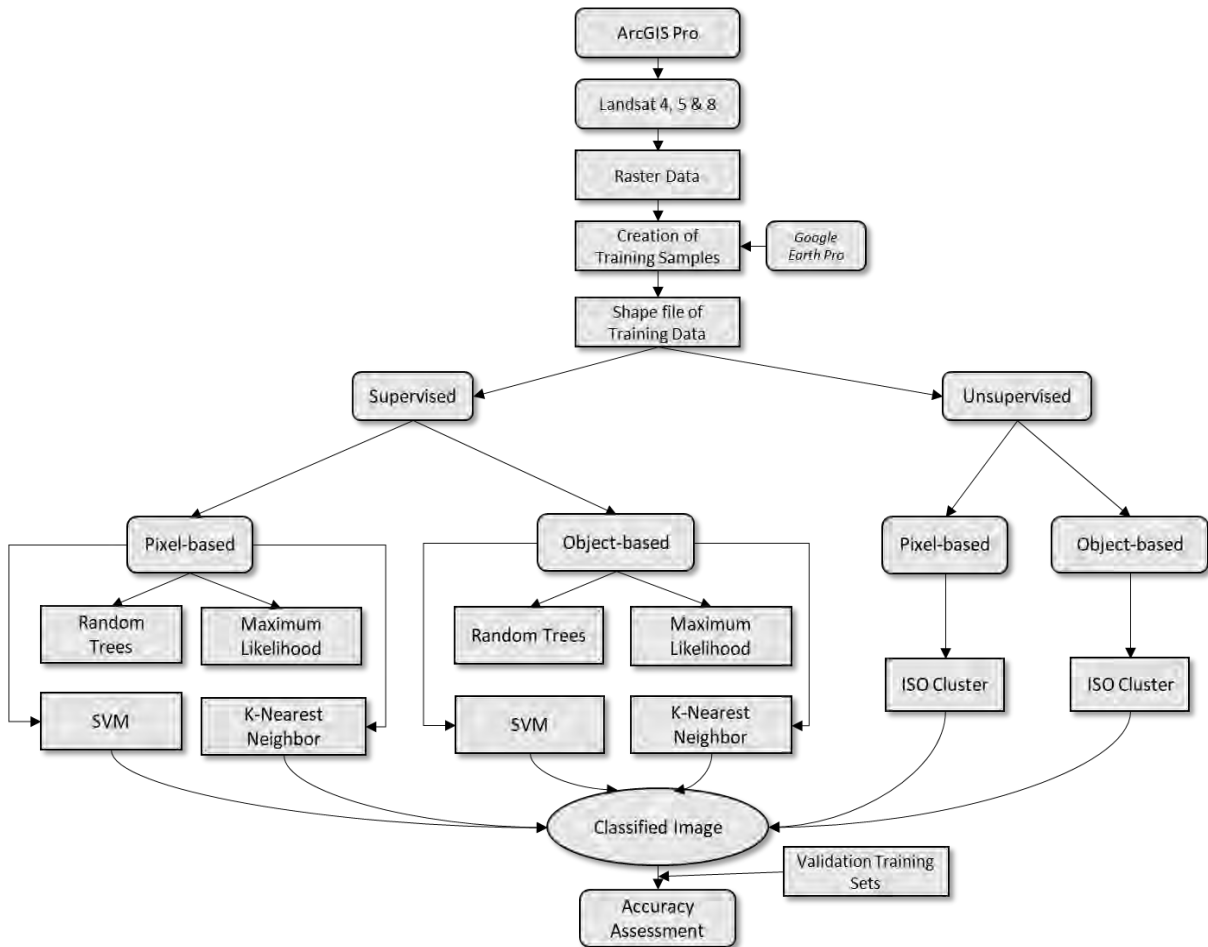 ArcGIS Pro
Landsat 4, 5 & 8
Raster Data
Creation of
Training Samples
Google
Earth Pro
Shape file of
Training Data
Supervised
Unsupervised
Pixel-based
Object-based
Pixel-based
Object-based
Random
Trees
Maximum
Likelihood
Random Trees
Maximum
Likelihood
ISO Cluster
ISO Cluster
SVM
K-Nearest
Neighbor
SVM
K-Nearest
Neighbor
Classified Image
Validation Training
Sets
Accuracy
Assessment